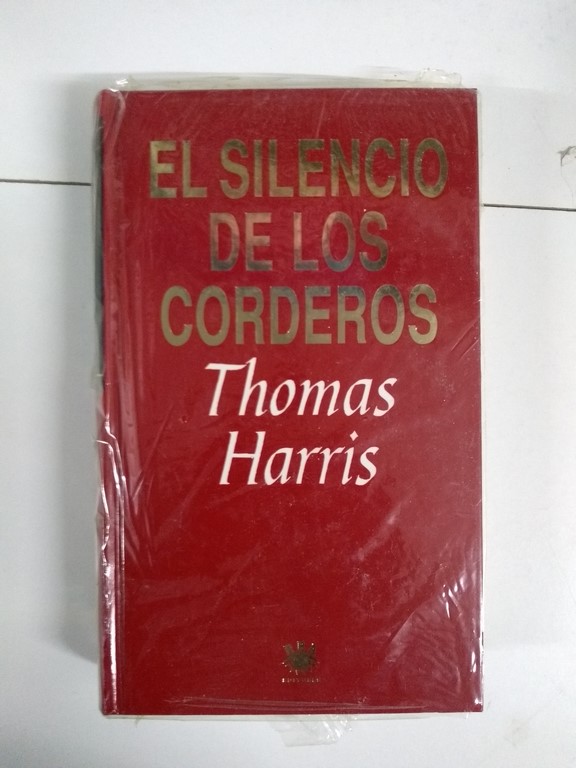 EL SILENCIO
DE LOS
CORDEROS
Thomas
Harris